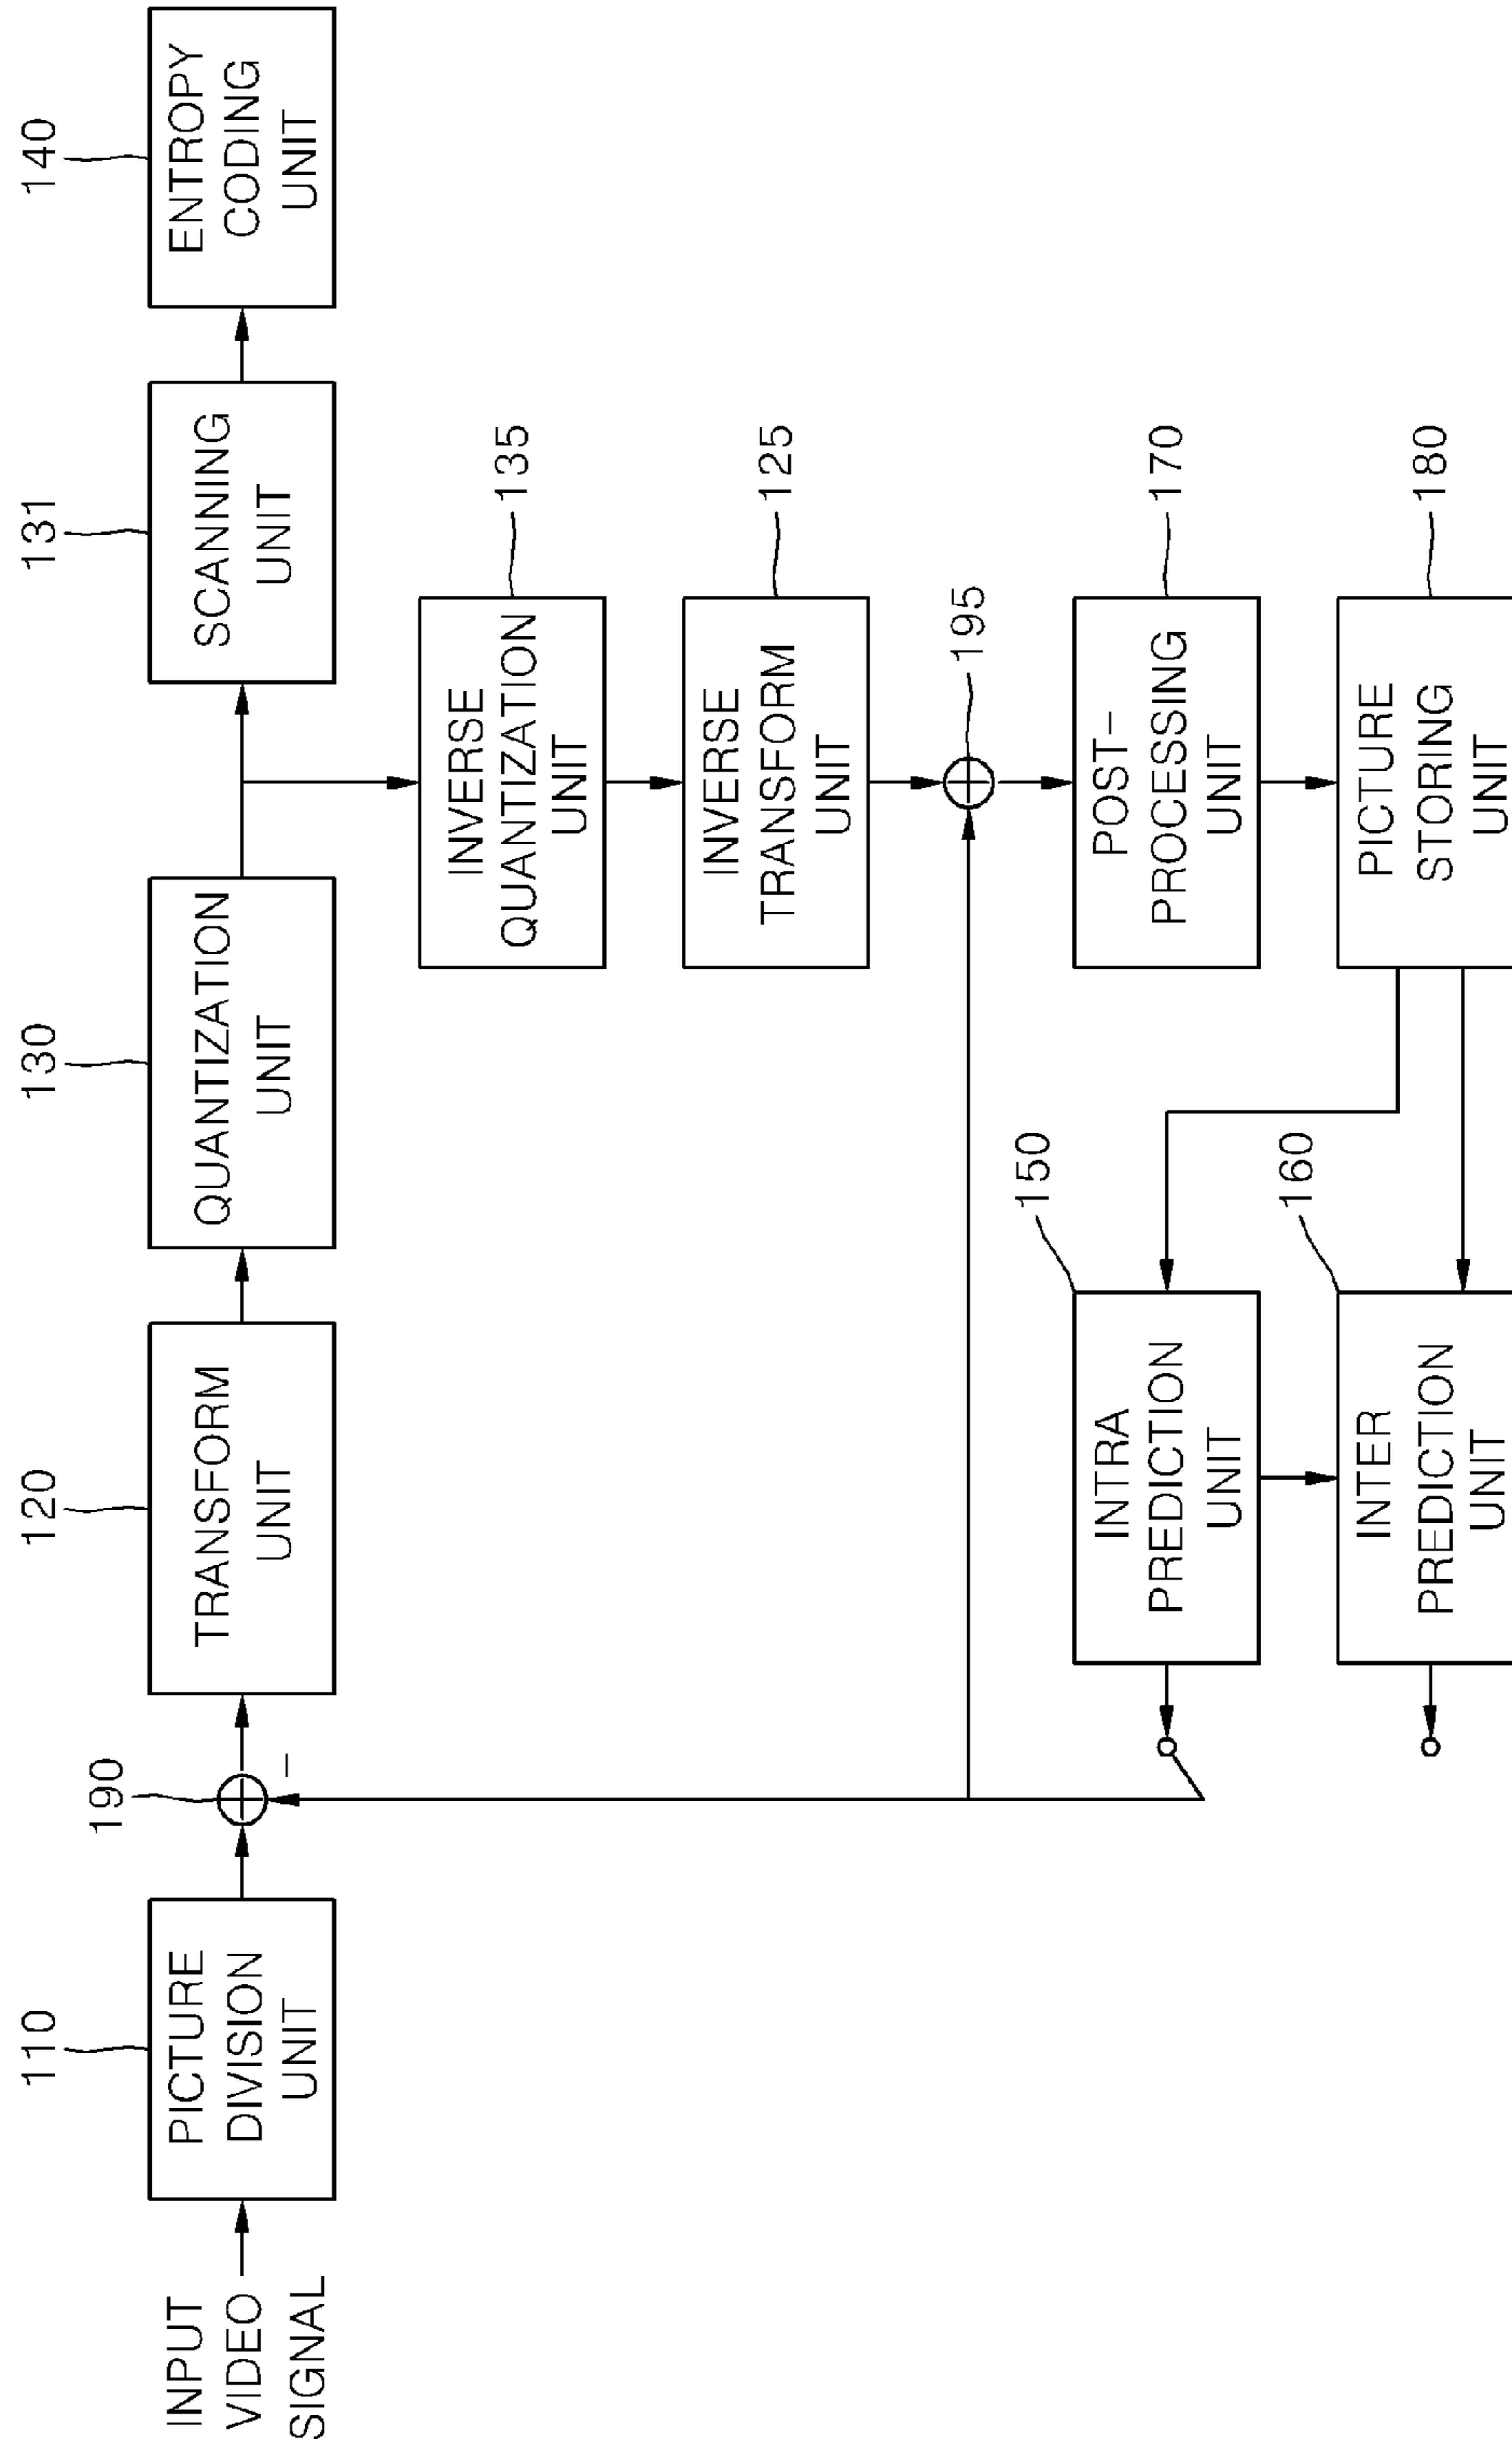 110
120
130
131
140
190
INPUT
VIDEO
SIGNAL
PICTURE
DIVISION
UNIT
−
TRANSFORM
UNIT
QUANTIZATION
UNIT
SCANNING
UNIT
ENTROPY
CODING
UNIT
INVERSE
QUANTIZATION
UNIT
135
INVERSE
TRANSFORM
UNIT
125
195
150
INTRA
PREDICTION
UNIT
POST-
PROCESSING
UNIT
170
160
INTER
PREDICTION
UNIT
PICTURE
STORING
UNIT
180